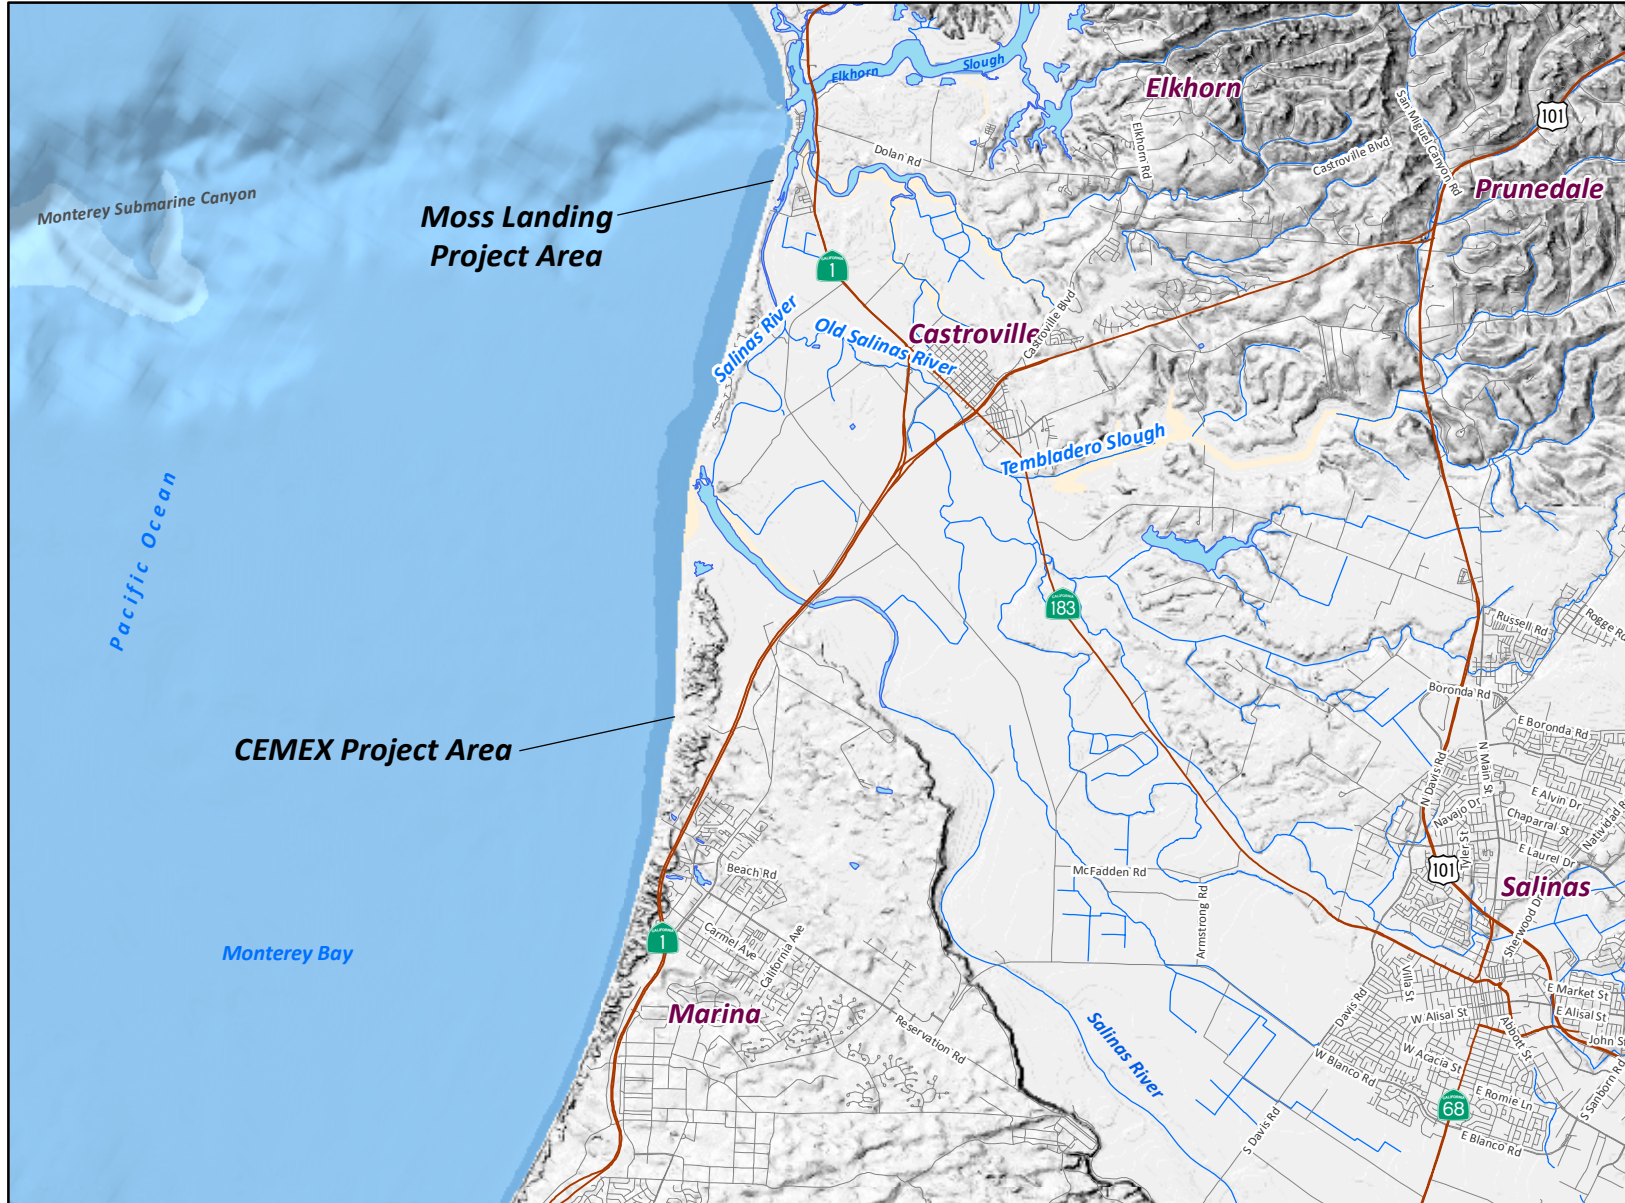 Elkhorn Slough
Elkhorn
101
San Miguel Canyon Rd
Elkhorn Rd
Castroville Blvd
Dolan Rd
Prunedale
Monterey Submarine Canyon
Moss Landing
Project Area
CALIFORNIA
1
Salinas River
Old Salinas River
Castroville
Castroville Blvd
Tembladero Slough
Pacific Ocean
CALIFORNIA
183
Russell Rd
Rogge Rd
Boronda Rd
E Boronda Rd
CEMEX Project Area
N Davis Rd
N Main St
E Alvin Dr
Navajo Dr
Chaparral St
Natividad R
Tyler St
E Laurel Dr
Beach Rd
McFadden Rd
101
Salinas
Armstrong Rd
Sherwood Dr
CALIFORNIA
1
Carmel Ave
California Ave
Monterey Bay
Villa St
E Market St
Marina
Davis Rd
W Alisal St
E Alisal St
Abbott St
John St
Reservation Rd
Salinas River
W Acacia St
W Blanco Rd
S Sanborn Rd
E Romie Ln
CALIFORNIA
68
S Davis Rd
E Blanco Rd